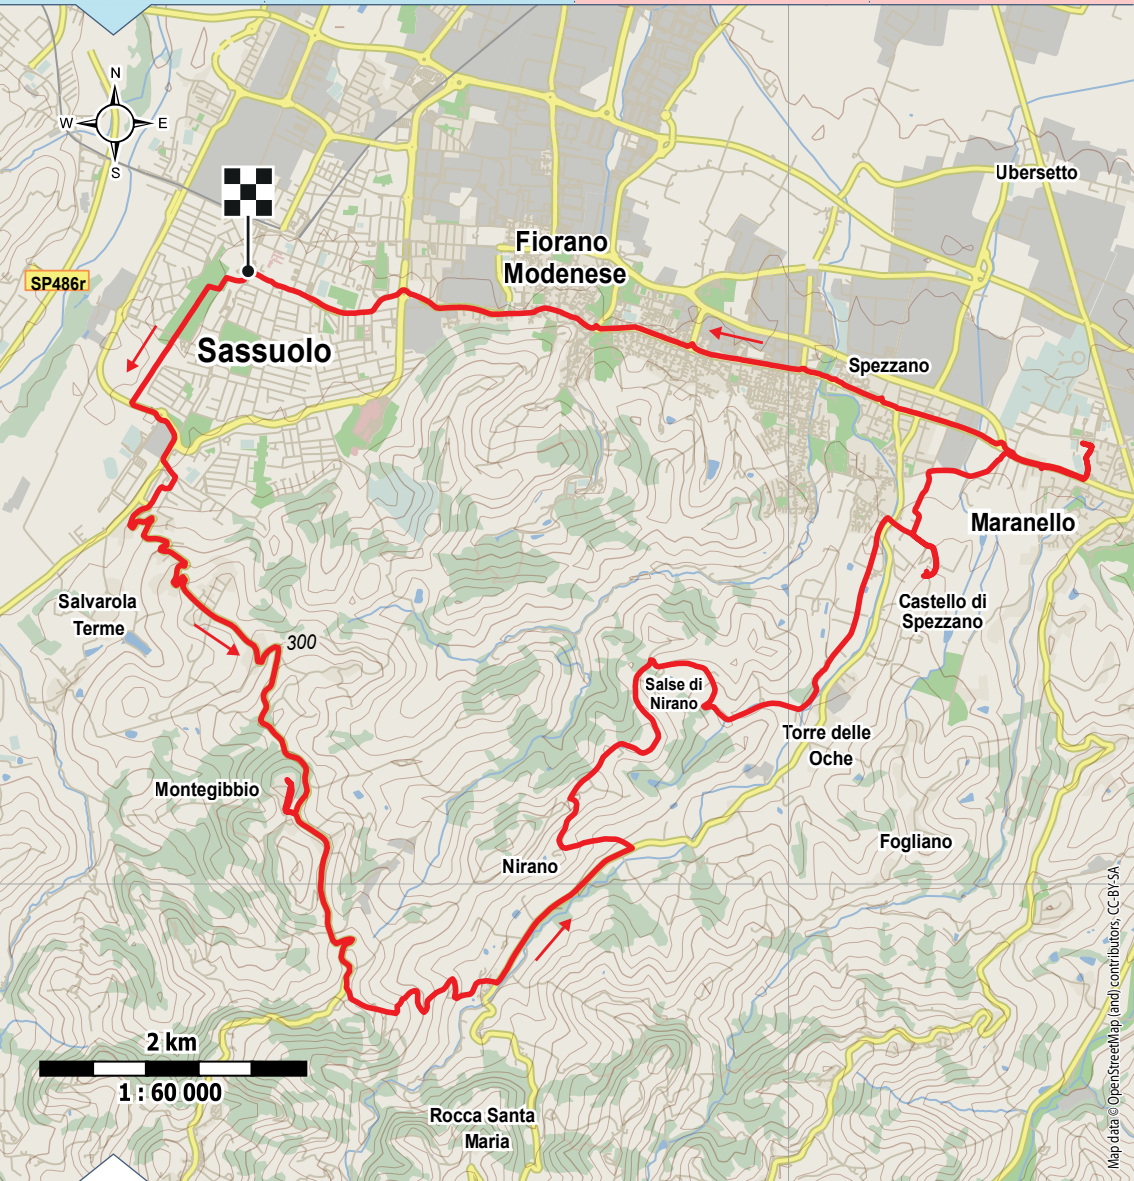 N
W
E
S
Ubersetto
Fiorano
Modenese
SP486r
Sassuolo
Spezzano
Maranello
Salvarola
Terme
300
Castello di
Spezzano
Salse di
Nirano
Torre delle
Oche
Montegibbio
Fogliano
Nirano
2 km
1 : 60 000
Rocca Santa
Maria
Map data © OpenStreetMap (and) contributors, CC-BY-SA